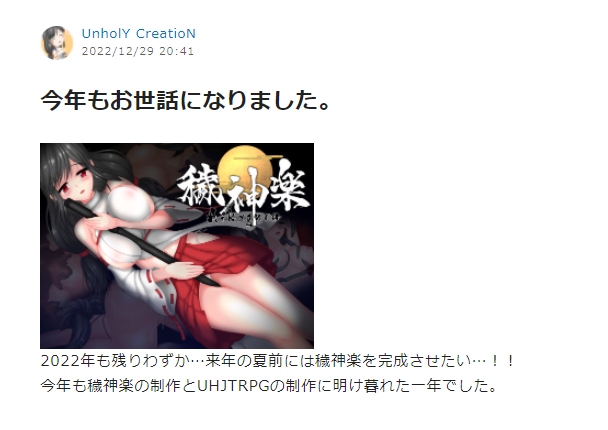 UnholY CreatioN
2022/12/29 20:41
今年もお世話になりました。
穢神楽
2022年も残りわずか…来年の夏前には穢神楽を完成させたい…！！
今年も穢神楽の制作とUHJTRPGの制作に明け暮れた一年でした。